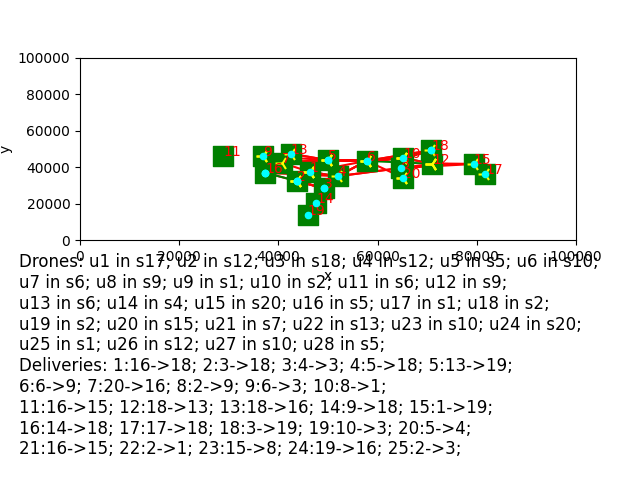 100000
80000
60000
40000
20000
0
y
0 20000 40000 60000 80000 100000
x
11
Drones: u1 in s17; u2 in s12; u3 in s18; u4 in s12; u5 in s5; u6 in s10;
u7 in s6; u8 in s9; u9 in s1; u10 in s2; u11 in s6; u12 in s9;
u13 in s6; u14 in s4; u15 in s20; u16 in s5; u17 in s1; u18 in s2;
u19 in s2; u20 in s15; u21 in s7; u22 in s13; u23 in s10; u24 in s20;
u25 in s1; u26 in s12; u27 in s10; u28 in s5;
Deliveries: 1:16->18; 2:3->18; 3:4->3; 4:5->18; 5:13->19;
6:6->9; 7:20->16; 8:2->9; 9:6->3; 10:8->1;
11:16->15; 12:18->13; 13:18->16; 14:9->18; 15:1->19;
16:14->18; 17:17->18; 18:3->19; 19:10->3; 20:5->4;
21:16->15; 22:2->1; 23:15->8; 24:19->16; 25:2->3;